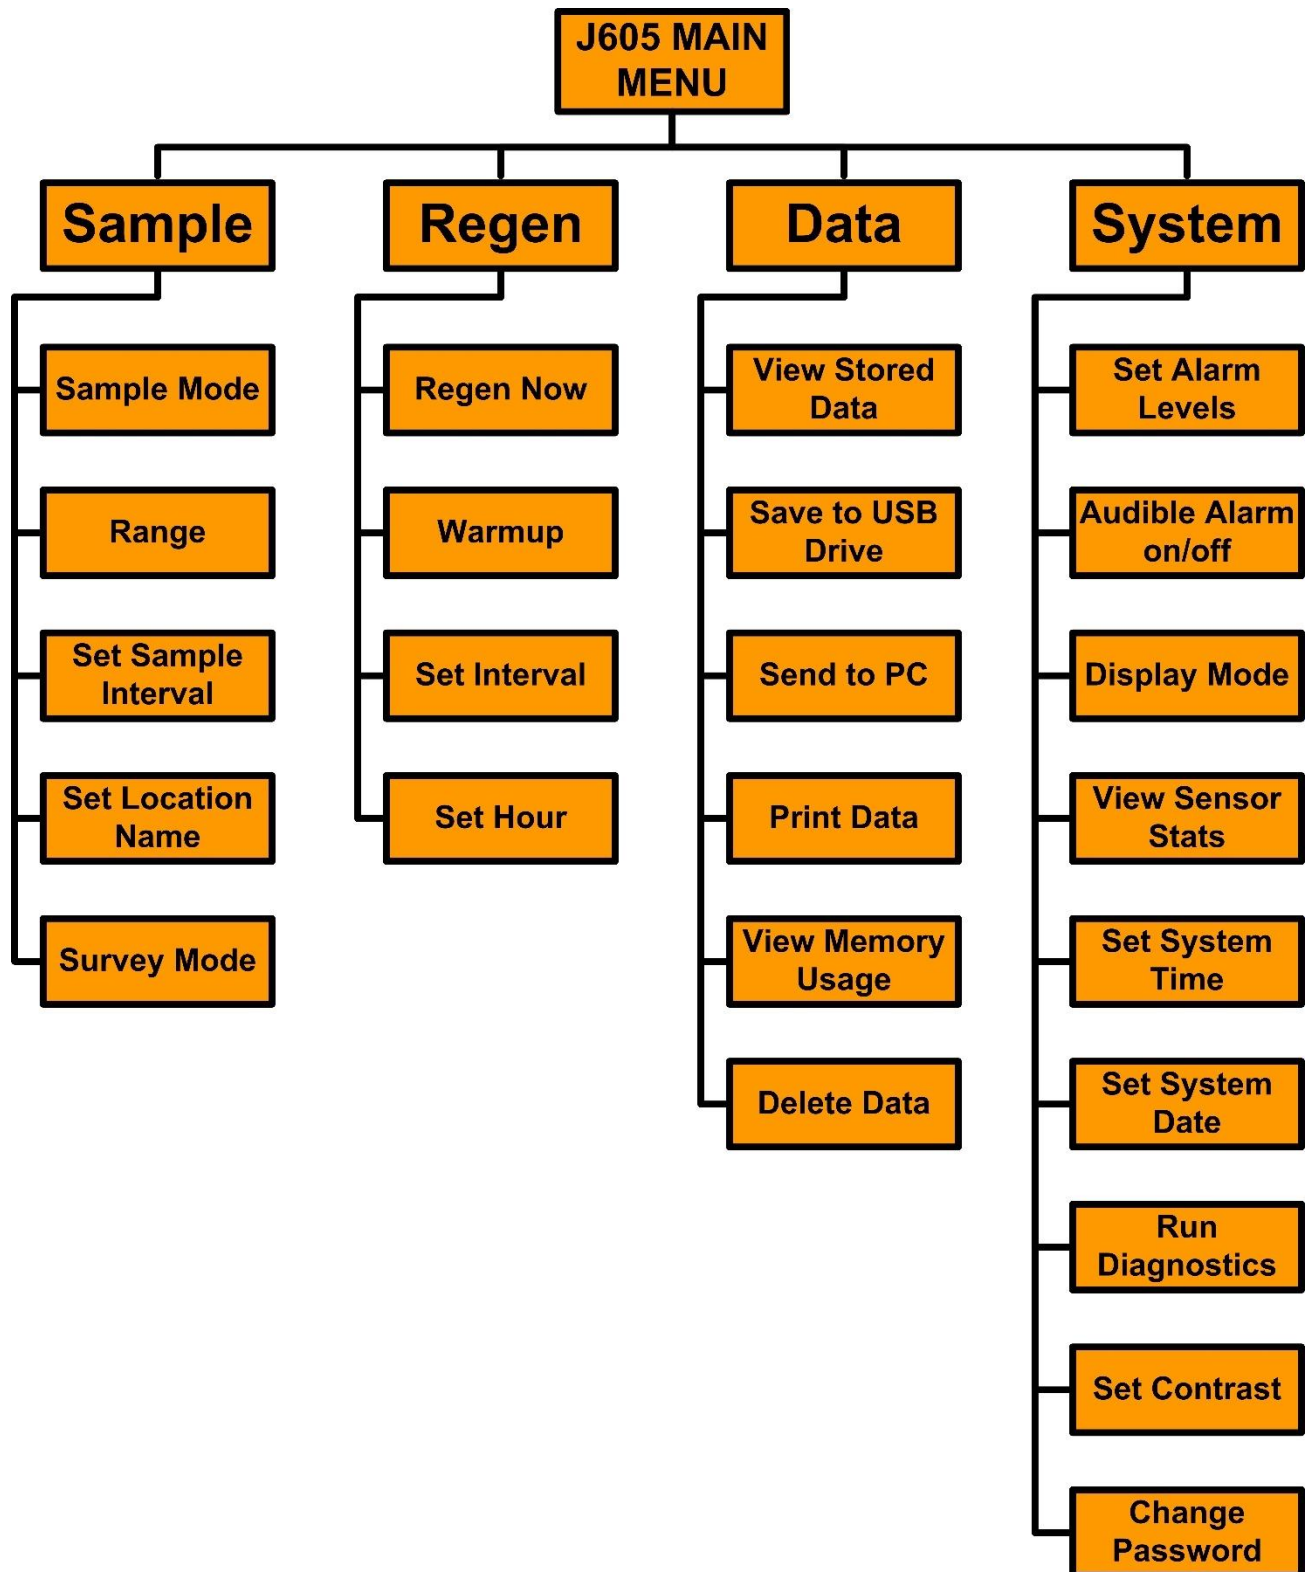 J605 MAIN
MENU
Sample
Regen
Data
System
Sample Mode
Range
Set Sample
Interval
Set Location
Name
Survey Mode
Regen Now
Warmup
Set Interval
Set Hour
View Stored
Data
Save to USB
Drive
Send to PC
Print Data
View Memory
Usage
Delete Data
Set Alarm
Levels
Audible Alarm
on/off
Display Mode
View Sensor
Stats
Set System
Time
Set System
Date
Run
Diagnostics
Set Contrast
Change
Password